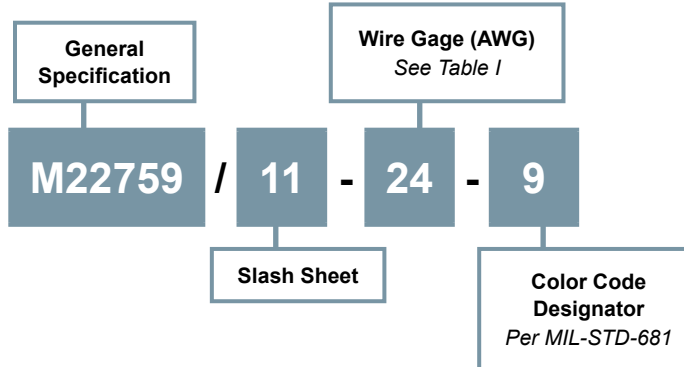 General
Specification
Wire Gage (AWG)
See Table I
M22759 / 11 - 24 - 9
Slash Sheet
Color Code
Designator
Per MIL-STD-681